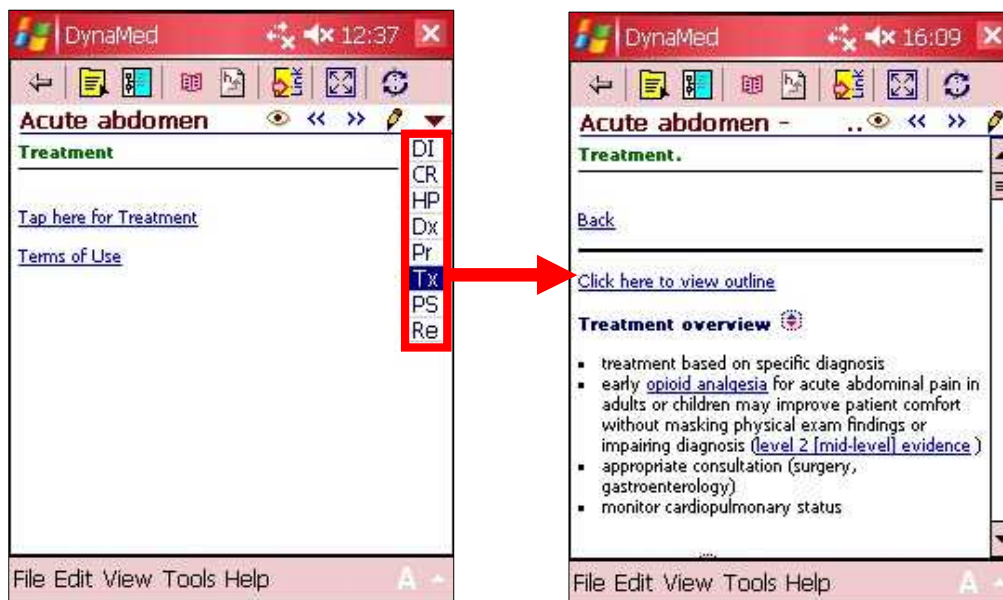 DynaMed 12:37
Acute abdomen
Treatment
Tap here for Treatment
Terms of Use
DI
CR
HP
Dx
Pr
Tx
PS
Re
File Edit View Tools Help A
DynaMed 16:09
Acute abdomen - ..
Treatment.
Back
Click here to view outline
Treatment overview
▪ treatment based on specific diagnosis
▪ early opioid analgesia for acute abdominal pain in
adults or children may improve patient comfort
without masking physical exam findings or
impairing diagnosis (level 2 [mid-level] evidence )
▪ appropriate consultation (surgery,
gastroenterology)
▪ monitor cardiopulmonary status
File Edit View Tools Help A